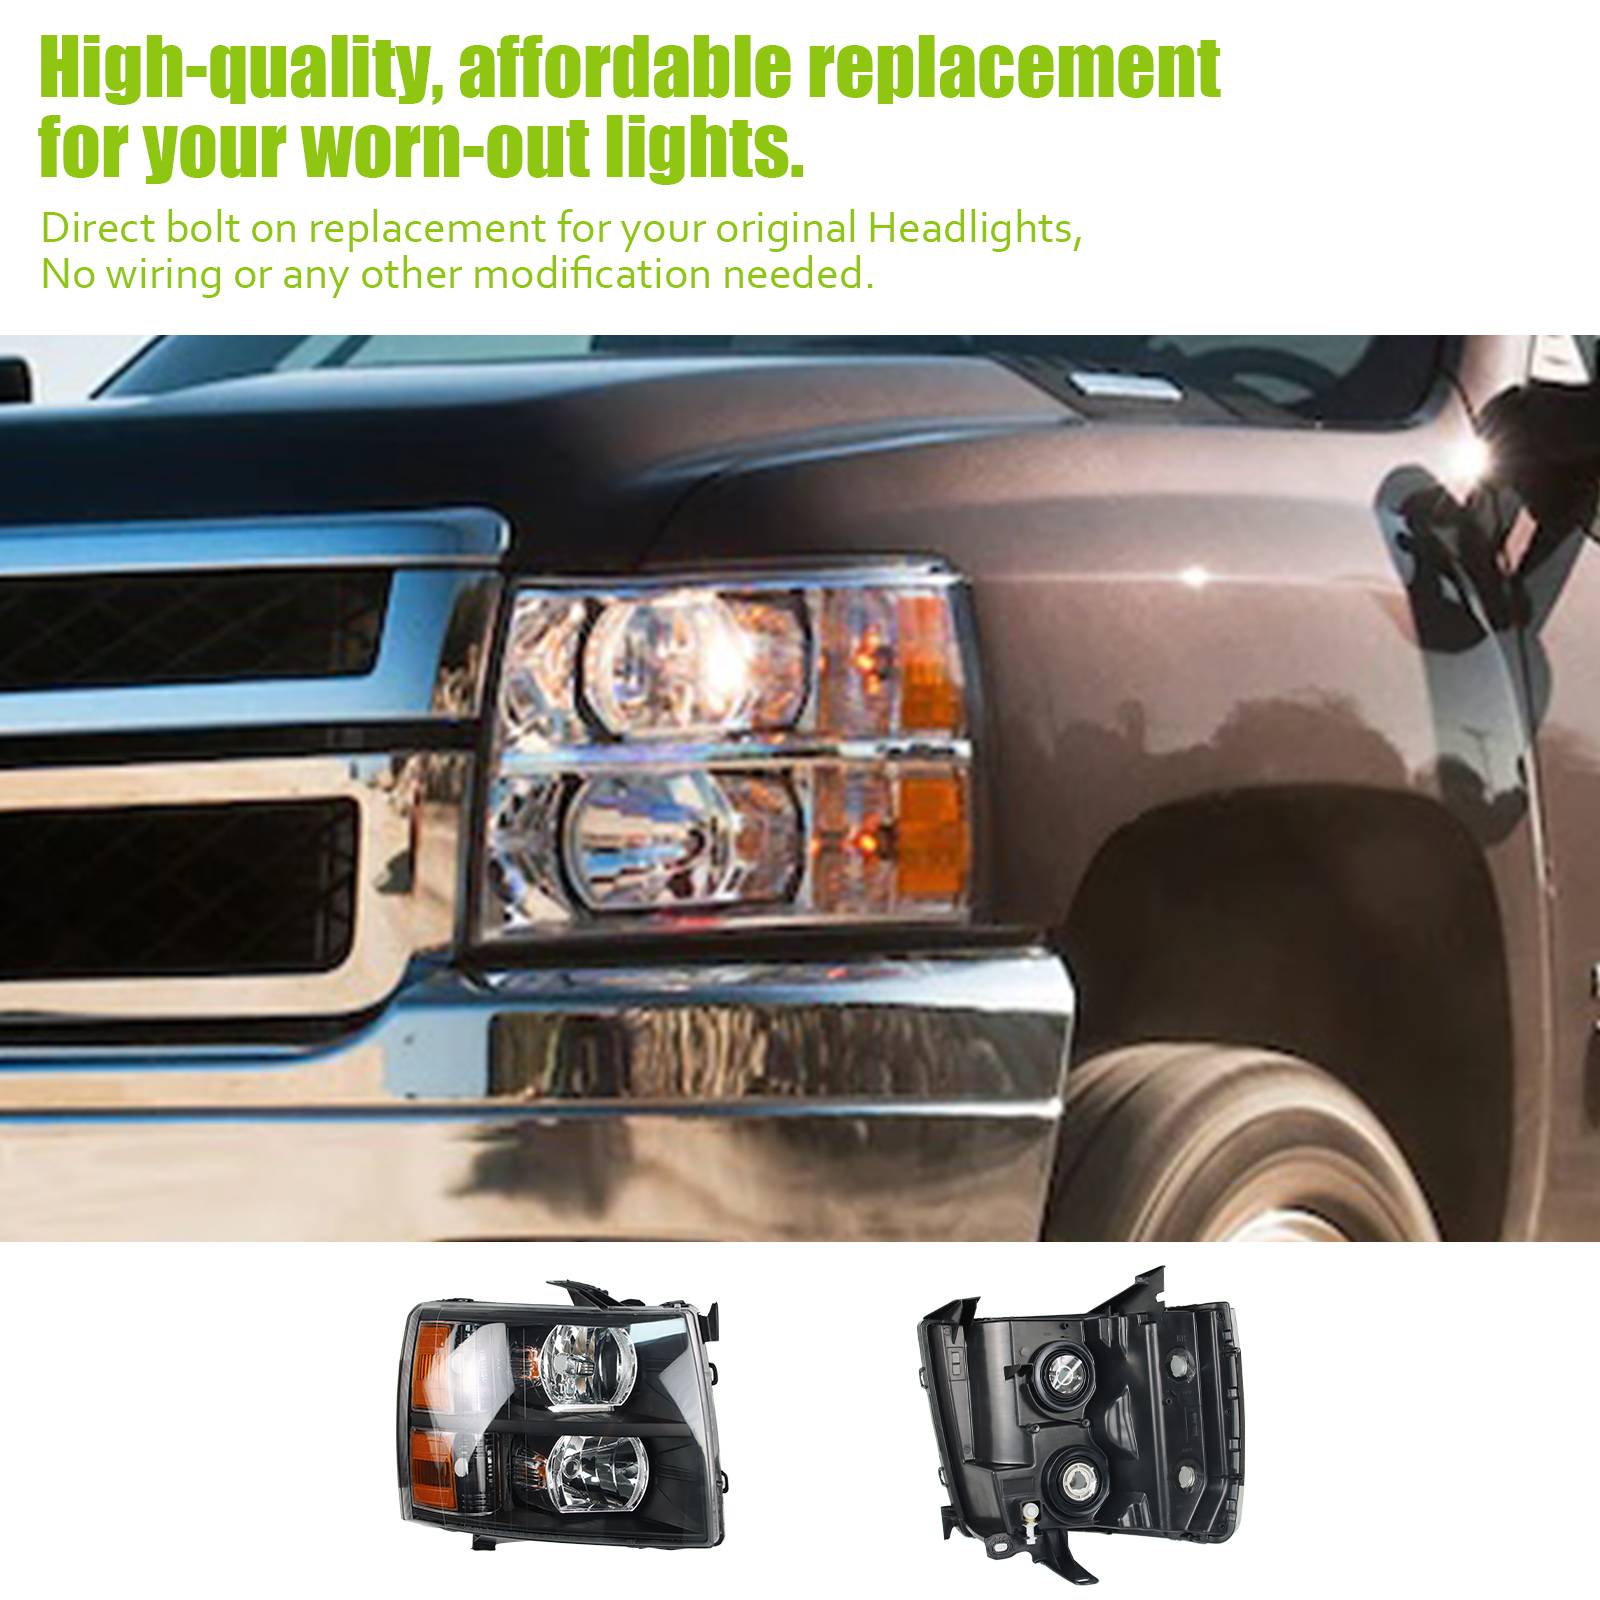 High-quality, affordable replacement
for your worn-out lights.
Direct bolt on replacement for your original Headlights,
No wiring or any other modification needed.